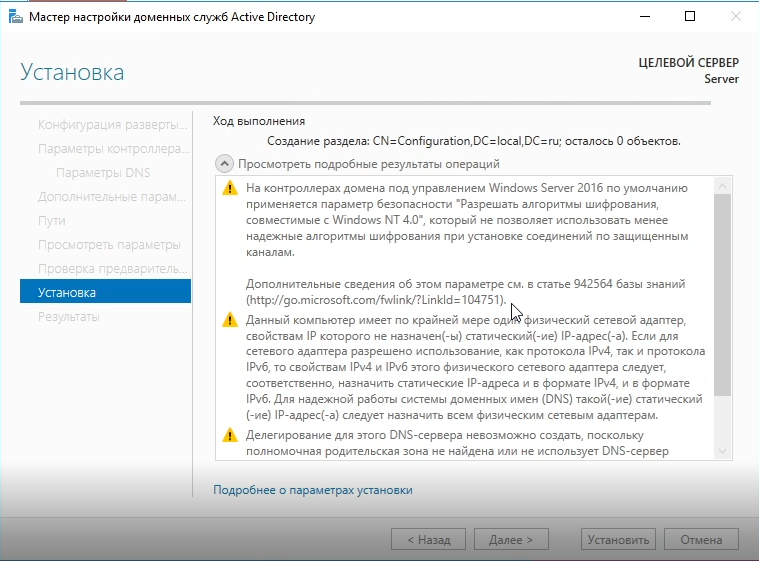 Мастер настройки доменных служб Active Directory
Установка
ЦЕЛЕВОЙ СЕРВЕР
Server
Конфигурация разверты...
Параметры контроллера...
Параметры DNS
Дополнительные парам...
Пути
Просмотреть параметры
Проверка предваритель...
Установка
Результаты
Ход выполнения
Создание раздела: CN=Configuration,DC=local,DC=ru; осталось 0 объектов.
Просмотреть подробные результаты операций
На контроллерах домена под управлением Windows Server 2016 по умолчанию
применяется параметр безопасности "Разрешать алгоритмы шифрования,
совместимые с Windows NT 4.0", который не позволяет использовать менее
надежные алгоритмы шифрования при установке соединений по защищенным
каналам.
Дополнительные сведения об этом параметре см. в статье 942564 базы знаний
(http://go.microsoft.com/fwlink/?LinkId=104751).
Данный компьютер имеет по крайней мере один физический сетевой адаптер,
свойствам IP которого не назначен(-ы) статический(-ие) IP-адрес(-а). Если для
сетевого адаптера разрешено использование, как протокола IPv4, так и протокола
IPv6, то свойствам IPv4 и IPv6 этого физического сетевого адаптера следует,
соответственно, назначить статические IP-адреса и в формате IPv4, и в формате
IPv6. Для надежной работы системы доменных имен (DNS) такой(-ие) статический
(-ие) IP-адрес(-а) следует назначить всем физическим сетевым адаптерам.
Делегирование для этого DNS-сервера невозможно создать, поскольку
полномочная родительская зона не найдена или не использует DNS-сервер
Подробнее о параметрах установки
< Назад
Далее >
Установить
Отмена